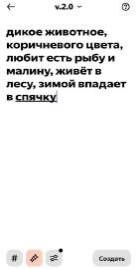 v.2.0
дикое животное,
коричневого цвета,
любит есть рыбу и
малину, живёт в
лесу, зимой впадает
в спячку
#
Создать